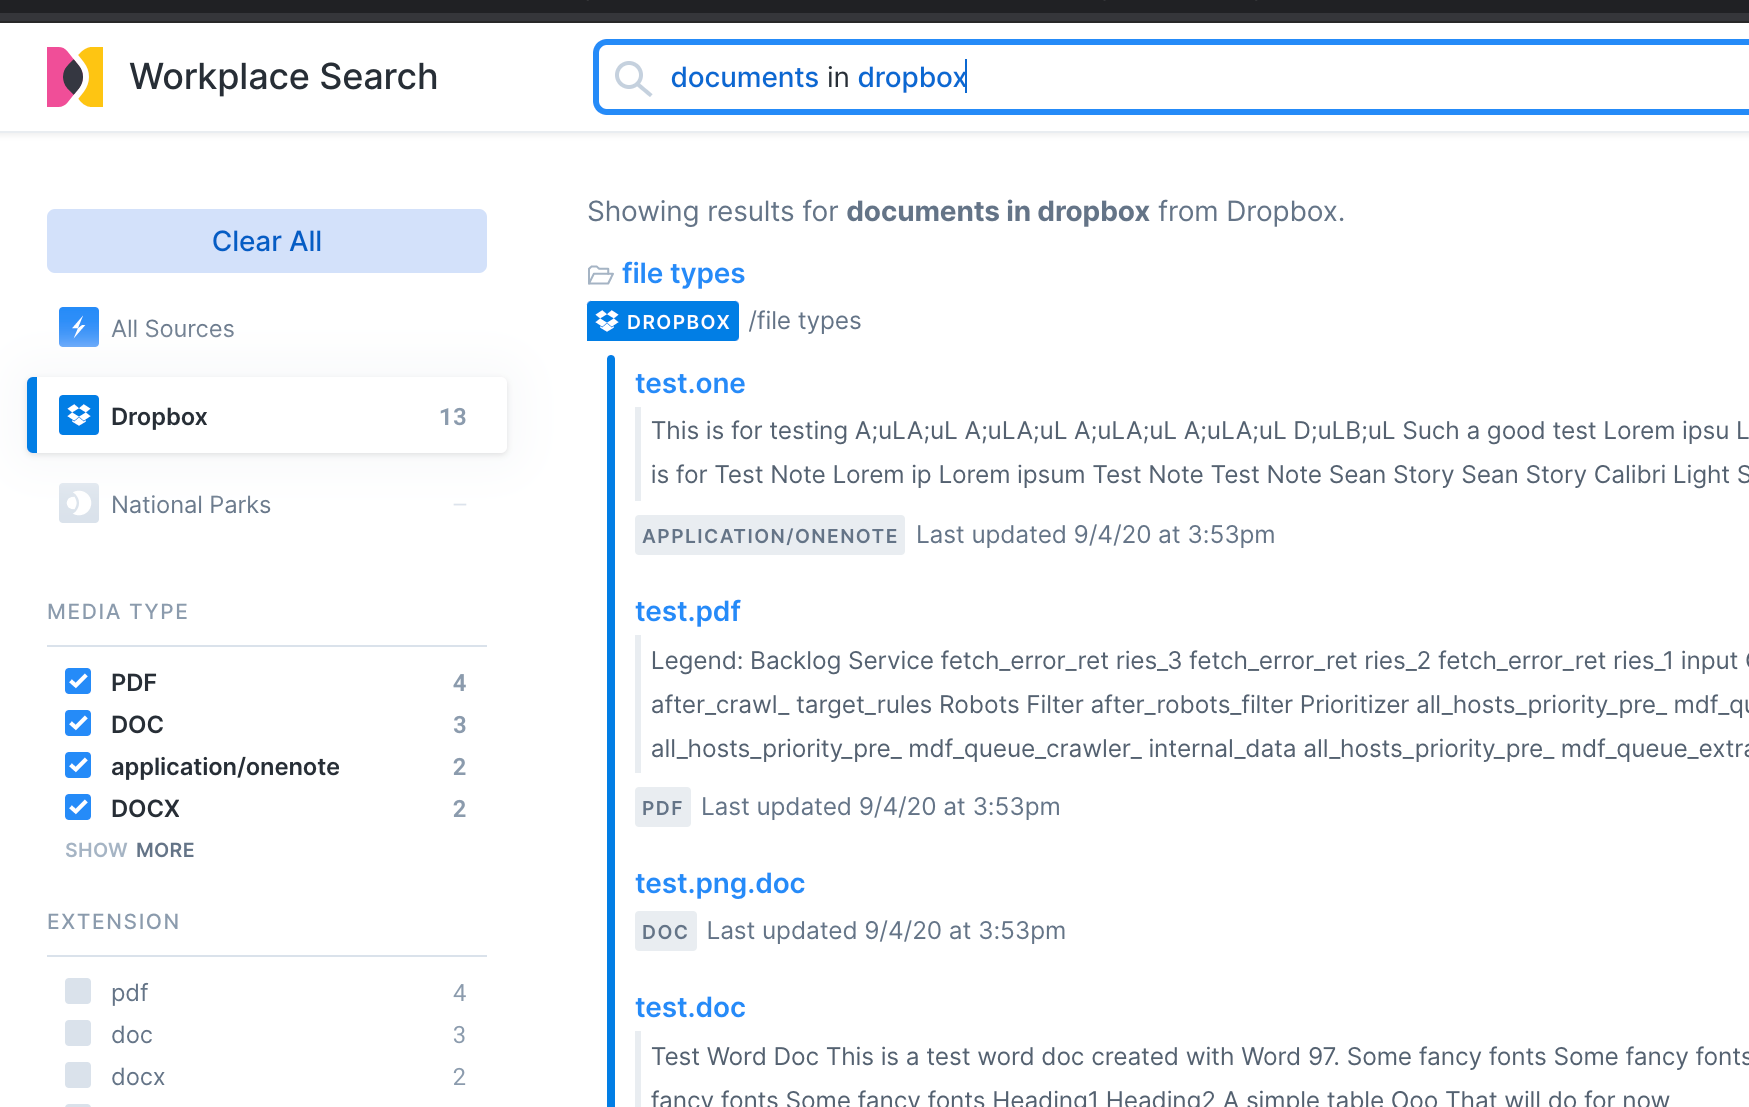 Workplace Search
documents in dropbox
Clear All
All Sources
Dropbox 13
National Parks –
MEDIA TYPE
PDF 4
DOC 3
application/onenote 2
DOCX 2
SHOW MORE
EXTENSION
pdf 4
doc 3
docx 2
Showing results for documents in dropbox from Dropbox.
file types
DROPBOX /file types
test.one
This is for testing A;uLA;uL A;uLA;uL A;uLA;uL A;uLA;uL D;uLB;uL Such a good test Lorem ipsu L
is for Test Note Lorem ip Lorem ipsum Test Note Test Note Sean Story Sean Story Calibri Light S
APPLICATION/ONENOTE Last updated 9/4/20 at 3:53pm
test.pdf
Legend: Backlog Service fetch_error_ret ries_3 fetch_error_ret ries_2 fetch_error_ret ries_1 input
after_crawl_ target_rules Robots Filter after_robots_filter Prioritizer all_hosts_priority_pre_ mdf_qu
all_hosts_priority_pre_ mdf_queue_crawler_ internal_data all_hosts_priority_pre_ mdf_queue_extra
PDF Last updated 9/4/20 at 3:53pm
test.png.doc
DOC Last updated 9/4/20 at 3:53pm
test.doc
Test Word Doc This is a test word doc created with Word 97. Some fancy fonts Some fancy fonts
fancy fonts Some fancy fonts Heading1 Heading2 A simple table Ooo That will do for now